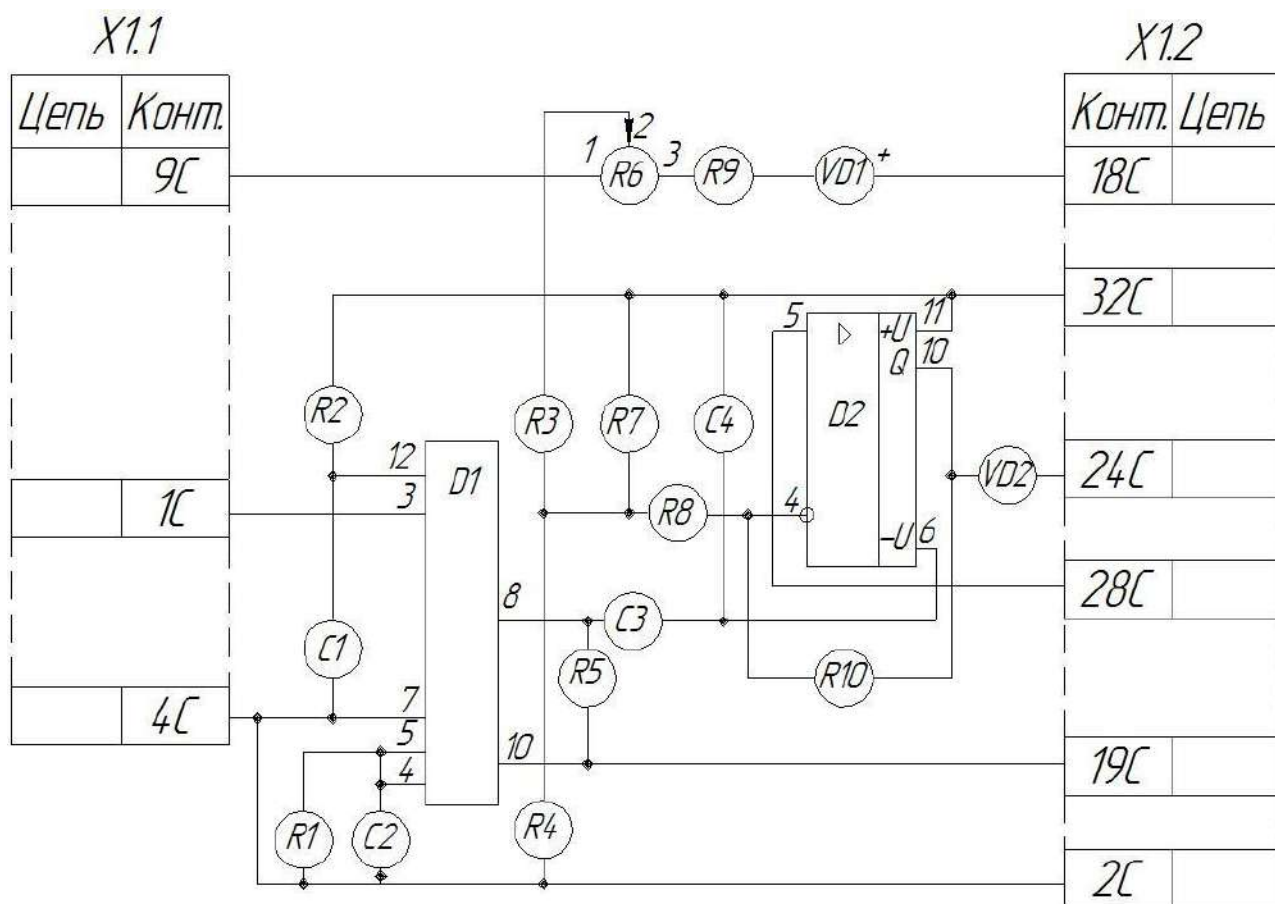 X1.1
X1.2
Цепь Конт.
Конт. Цепь
9С
1 2 3
R6
R9
VD1 +
18С
32С
5
+U 11
Q 10
D2
R2
R3
R7
C4
24С
VD2
12
D1
3
1С
R8
4
-U 6
28С
8
C3
C1
R5
R10
4С
7
5
4
10
19С
R1
C2
R4
2С